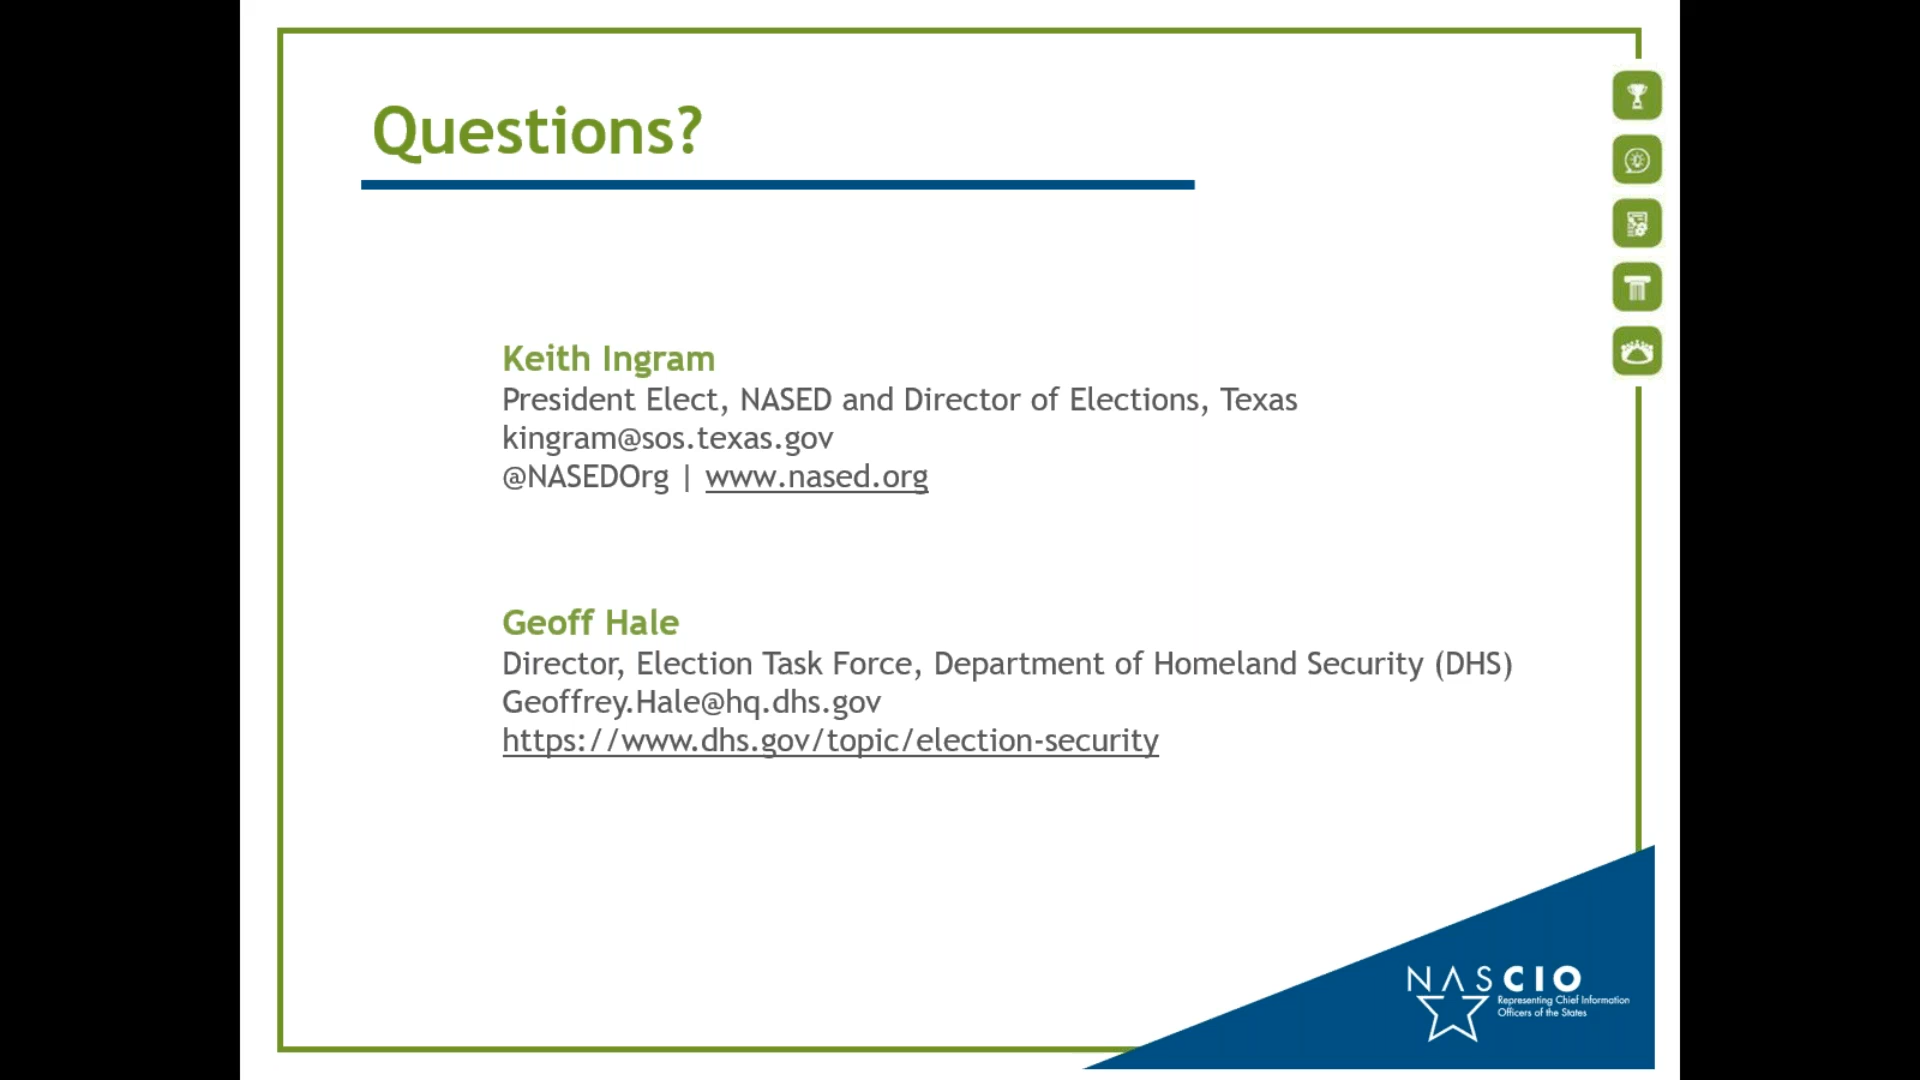 Questions?
Keith Ingram
President Elect, NASED and Director of Elections, Texas
kingram@sos.texas.gov
@NASEDOrg | www.nased.org
Geoff Hale
Director, Election Task Force, Department of Homeland Security (DHS)
Geoffrey.Hale@hq.dhs.gov
https://www.dhs.gov/topic/election-security
NASCIO
Representing Chief Information
Officers of the States